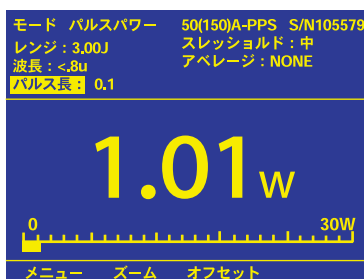 モード パルスパワー 50(150)A-PPS S/N105579
レンジ：3.00J スレッショルド：中
波長：<.8u アベレージ：NONE
パルス長： 0.1
1.01w
0 30W
メニュー ズーム オフセット